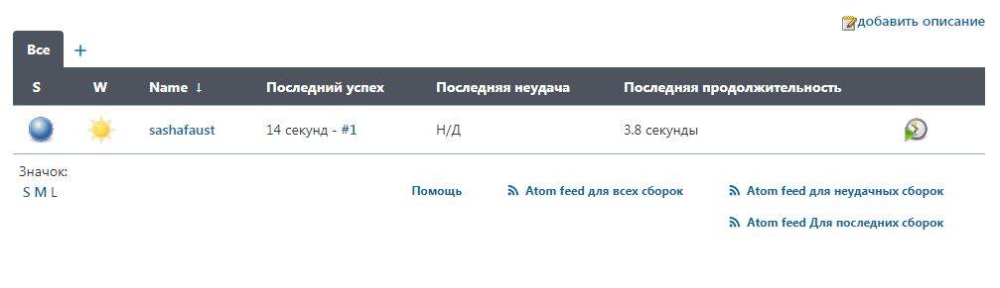 добавить описание
Все +
S W Name ↓ Последний успех Последняя неудача Последняя продолжительность
sashafaust 14 секунд - #1 Н/Д 3.8 секунды
Значок:
S M L
Помощь Atom feed для всех сборок Atom feed для неудачных сборок
Atom feed Для последних сборок